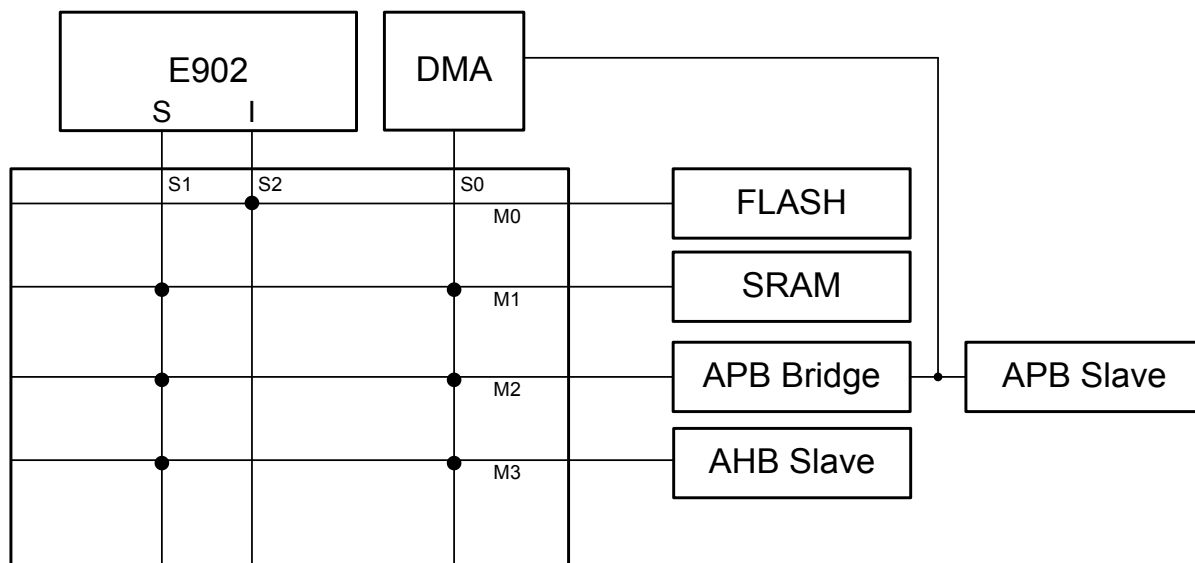 E902
DMA
S I
S1 S2 S0
FLASH
M0
SRAM
M1
APB Bridge
APB Slave
M2
AHB Slave
M3